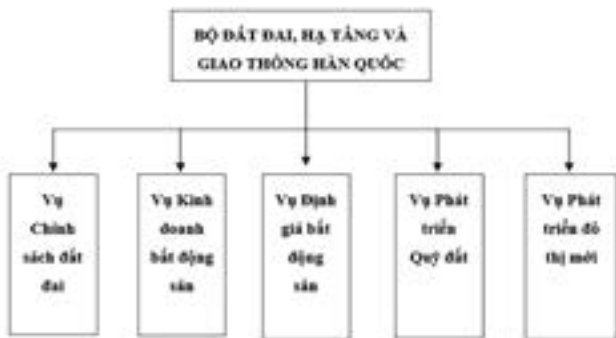 BỘ ĐẤT ĐAI, HẠ TẦNG VÀ
GIAO THÔNG HÀN QUỐC
Vụ
Chính
sách đất
đai
Vụ Kinh
doanh
bất động
sản
Vụ Định
giá bất
động
sản
Vụ Phát
triển
Quỹ đất
Vụ Phát
triển đô
thị mới